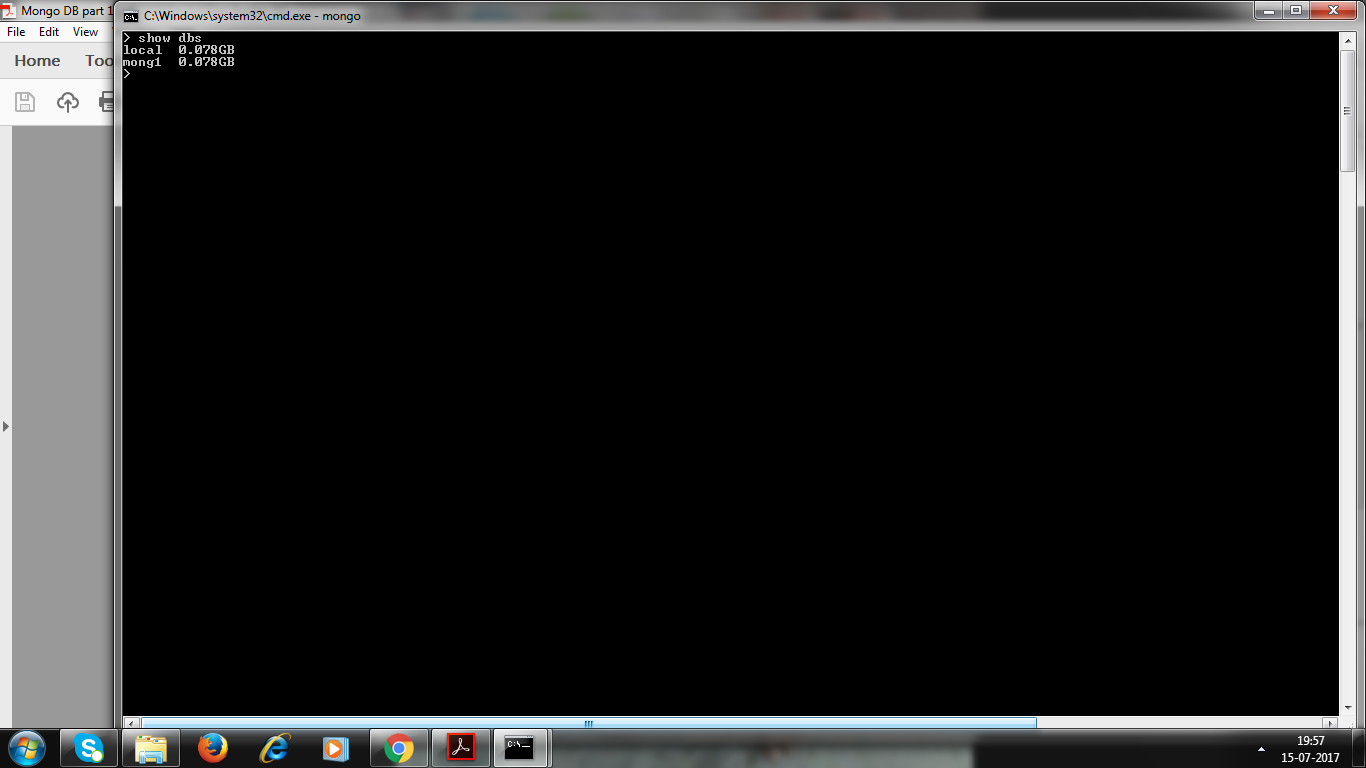 Mongo DB part 1
File Edit View
Home Too
C:\Windows\system32\cmd.exe - mongo
> show dbs
local 0.078GB
mong1 0.078GB
>
19:57
15-07-2017